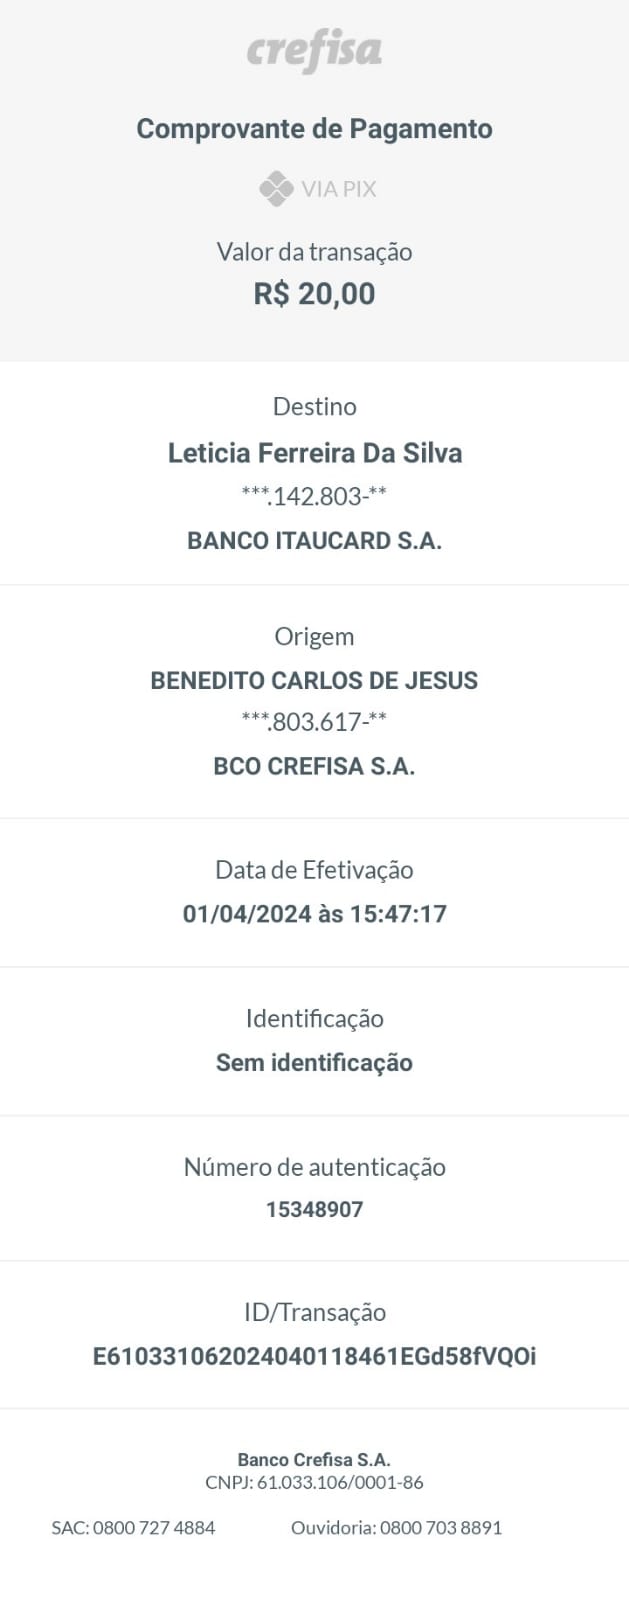 crefisa
Comprovante de Pagamento
VIA PIX
Valor da transação
R$ 20,00
Destino
Leticia Ferreira Da Silva
***.142.803-**
BANCO ITAUCARD S.A.
Origem
BENEDITO CARLOS DE JESUS
***.803.617-**
BCO CREFISA S.A.
Data de Efetivação
01/04/2024 às 15:47:17
Identificação
Sem identificação
Número de autenticação
15348907
ID/Transação
E61033106202404011846​1EGd58fVQOi
Banco Crefisa S.A.
CNPJ: 61.033.106/0001-86
SAC: 0800 727 4884 Ouvidoria: 0800 703 8891